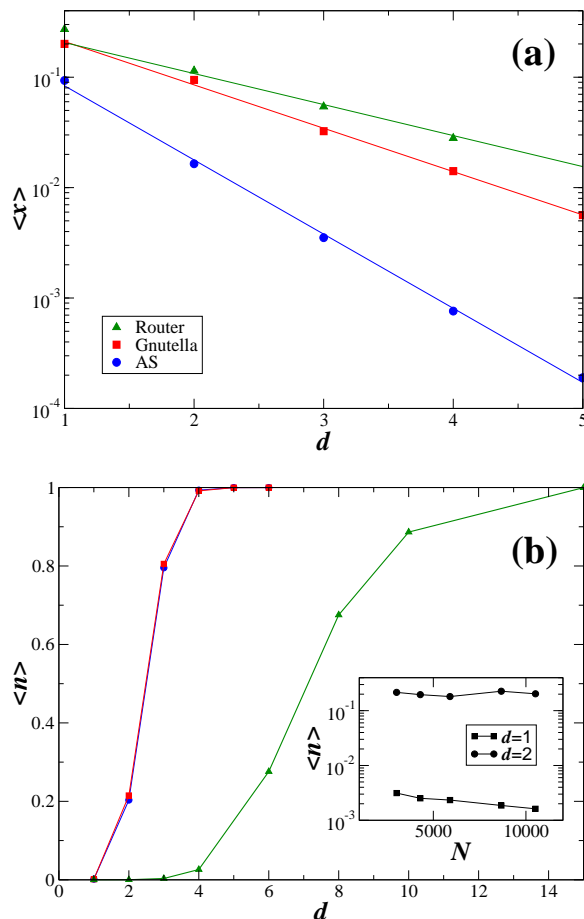 (a)
10^-1
10^-2
10^-3
10^-4
<x>
Router
Gnutella
AS
1 2 3 4 5
d
(b)
1
0.8
0.6
0.4
0.2
0
<n>
0 2 4 6 8 10 12 14
d
10^-1
10^-2
10^-3
<n>
d=1
d=2
5000 10000
N